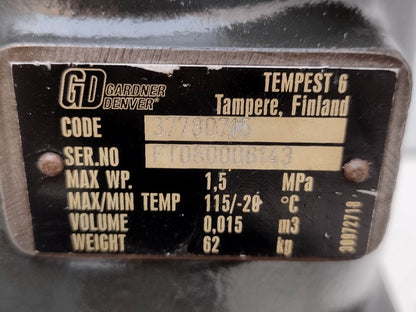 GD GARDNER DENVER®
TEMPEST 6
Tampere, Finland
CODE
SER.NO
MAX WP. 1,5 MPa
MAX/MIN TEMP 115/-20 °C
VOLUME 0,015 m3
WEIGHT 62 kg
30072718